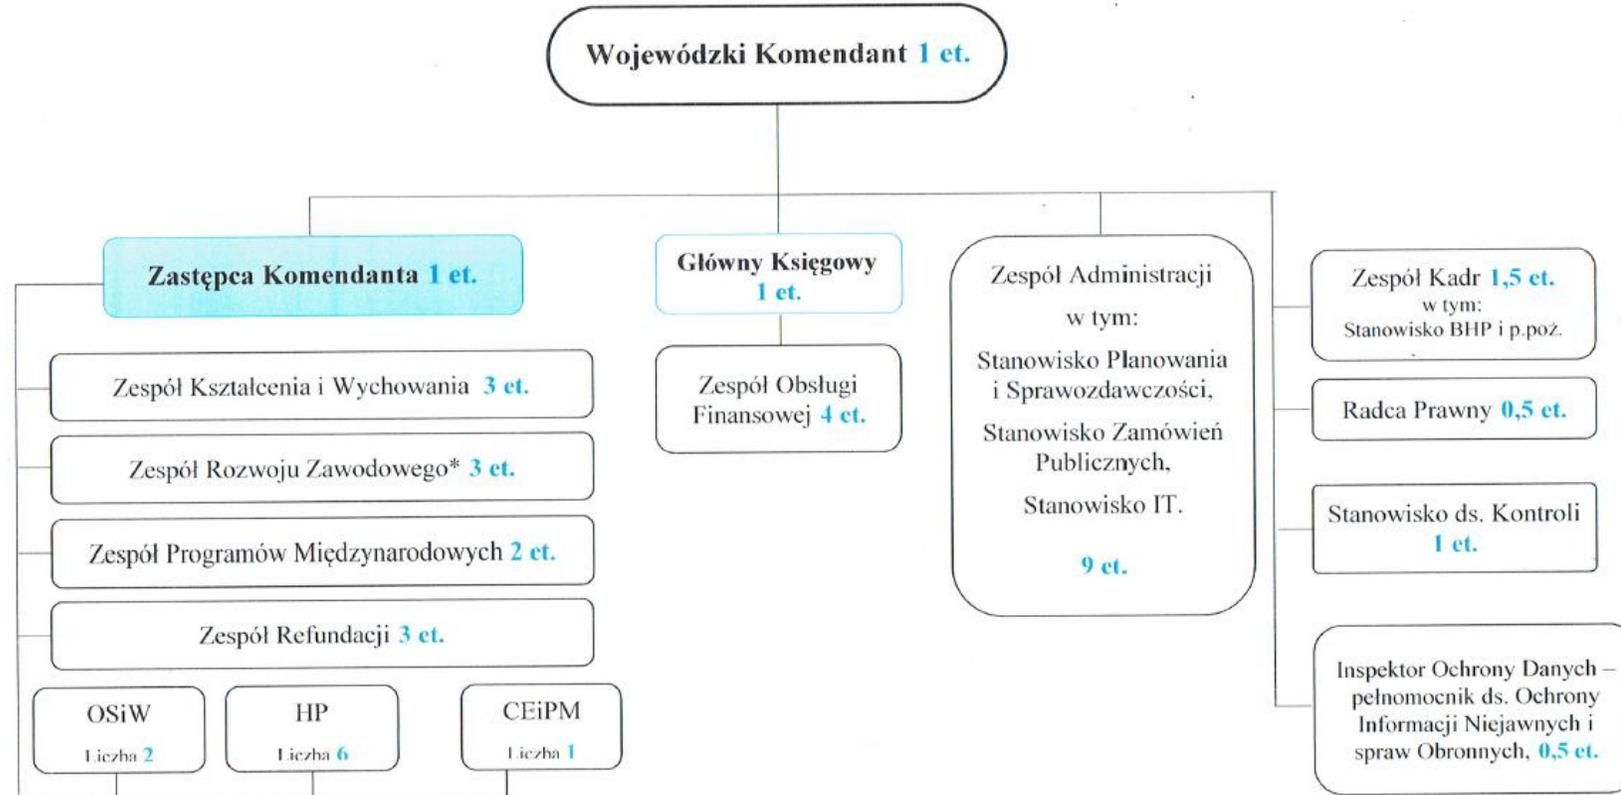 Wojewódzki Komendant 1 et.
Zastępca Komendanta 1 et.
Zespół Kształcenia i Wychowania 3 et.
Zespół Rozwoju Zawodowego* 3 et.
Zespół Programów Międzynarodowych 2 et.
Zespół Refundacji 3 et.
OSiW
Liczba 2
HP
Liczba 6
CEiPM
Liczba 1
Główny Księgowy
1 et.
Zespół Obsługi
Finansowej 4 et.
Zespół Administracji
w tym:
Stanowisko Planowania
i Sprawozdawczości,
Stanowisko Zamówień
Publicznych,
Stanowisko IT.
9 et.
Zespół Kadr 1,5 et.
w tym:
Stanowisko BHP i p.poż.
Radca Prawny 0,5 et.
Stanowisko ds. Kontroli
1 et.
Inspektor Ochrony Danych –
pełnomocnik ds. Ochrony
Informacji Niejawnych i
spraw Obronnych, 0,5 et.